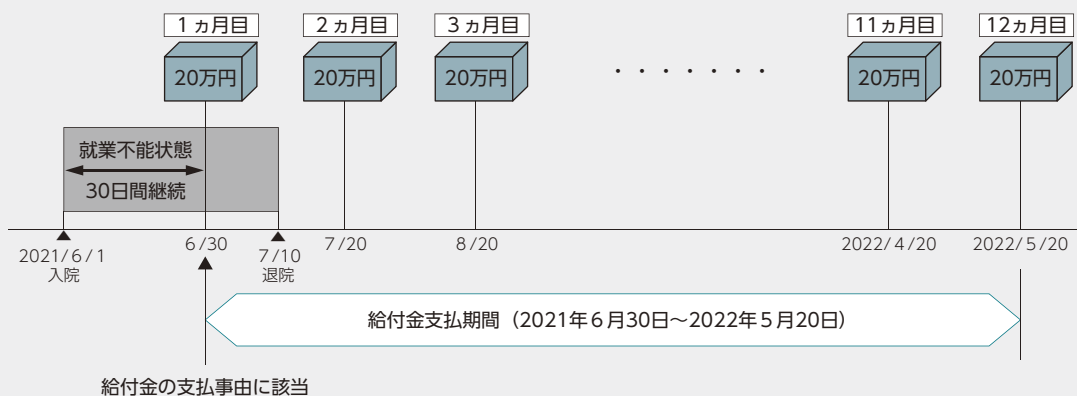 1ヵ月目
2ヵ月目
3ヵ月目
11ヵ月目
12ヵ月目
20万円
20万円
20万円
・・・・・・・
20万円
20万円
就業不能状態
30日間継続
2021/6/1
入院
6/30
7/10
退院
7/20
8/20
2022/4/20
2022/5/20
給付金支払期間（2021年6月30日〜2022年5月20日）
給付金の支払事由に該当